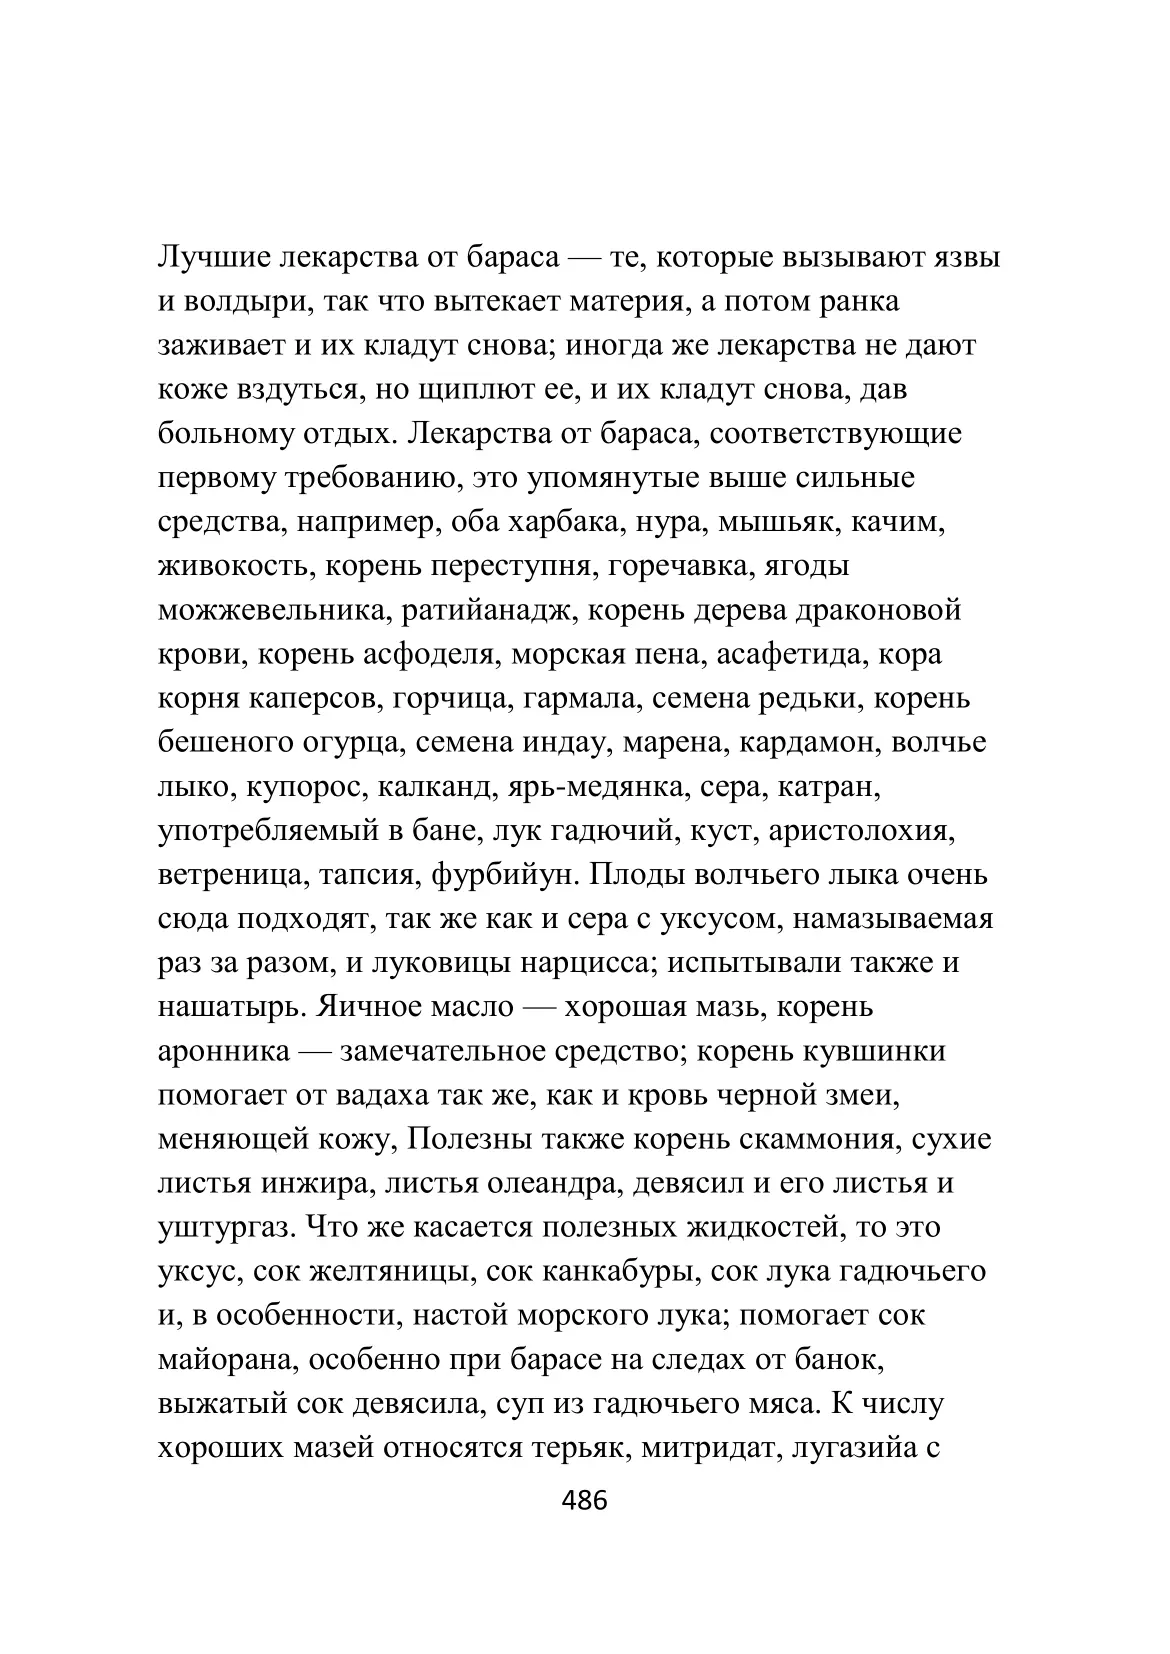 Лучшие лекарства от бараса — те, которые вызывают язвы
и волдыри, так что вытекает материя, а потом ранка
заживает и их кладут снова; иногда же лекарства не дают
коже вздуться, но щиплют ее, и их кладут снова, дав
больному отдых. Лекарства от бараса, соответствующие
первому требованию, это упомянутые выше сильные
средства, например, оба харбака, нура, мышьяк, качим,
живокость, корень переступня, горечавка, ягоды
можжевельника, ратийанадж, корень дерева драконовой
крови, корень асфоделя, морская пена, асафетида, кора
корня каперсов, горчица, гармала, семена редьки, корень
бешеного огурца, семена индау, марена, кардамон, волчье
лыко, купорос, калканд, ярь-медянка, сера, катран,
употребляемый в бане, лук гадючий, куст, аристолохия,
ветреница, тапсия, фурбийун. Плоды волчьего лыка очень
сюда подходят, так же как и сера с уксусом, намазываемая
раз за разом, и луковицы нарцисса; испытывали также и
нашатырь. Яичное масло — хорошая мазь, корень
аронника — замечательное средство; корень кувшинки
помогает от вадаха так же, как и кровь черной змеи,
меняющей кожу, Полезны также корень скаммония, сухие
листья инжира, листья олеандра, девясил и его листья и
уштургаз. Что же касается полезных жидкостей, то это
уксус, сок желтяницы, сок канкабуры, сок лука гадючьего
и, в особенности, настой морского лука; помогает сок
майорана, особенно при барасе на следах от банок,
выжатый сок девясила, суп из гадючьего мяса. К числу
хороших мазей относятся терьяк, митридат, лугазийа с
486